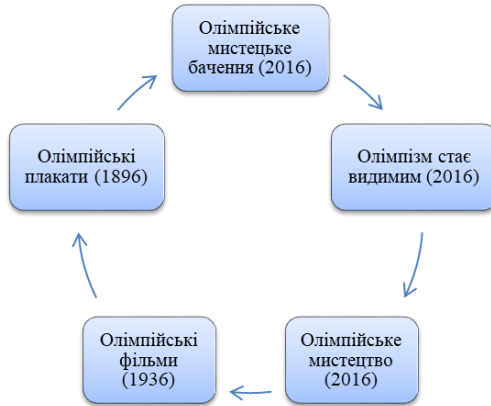 Олімпійське
мистецьке
бачення (2016)
Олімпізм стає
видимим (2016)
Олімпійське
мистецтво
(2016)
Олімпійські
фільми
(1936)
Олімпійські
плакати (1896)